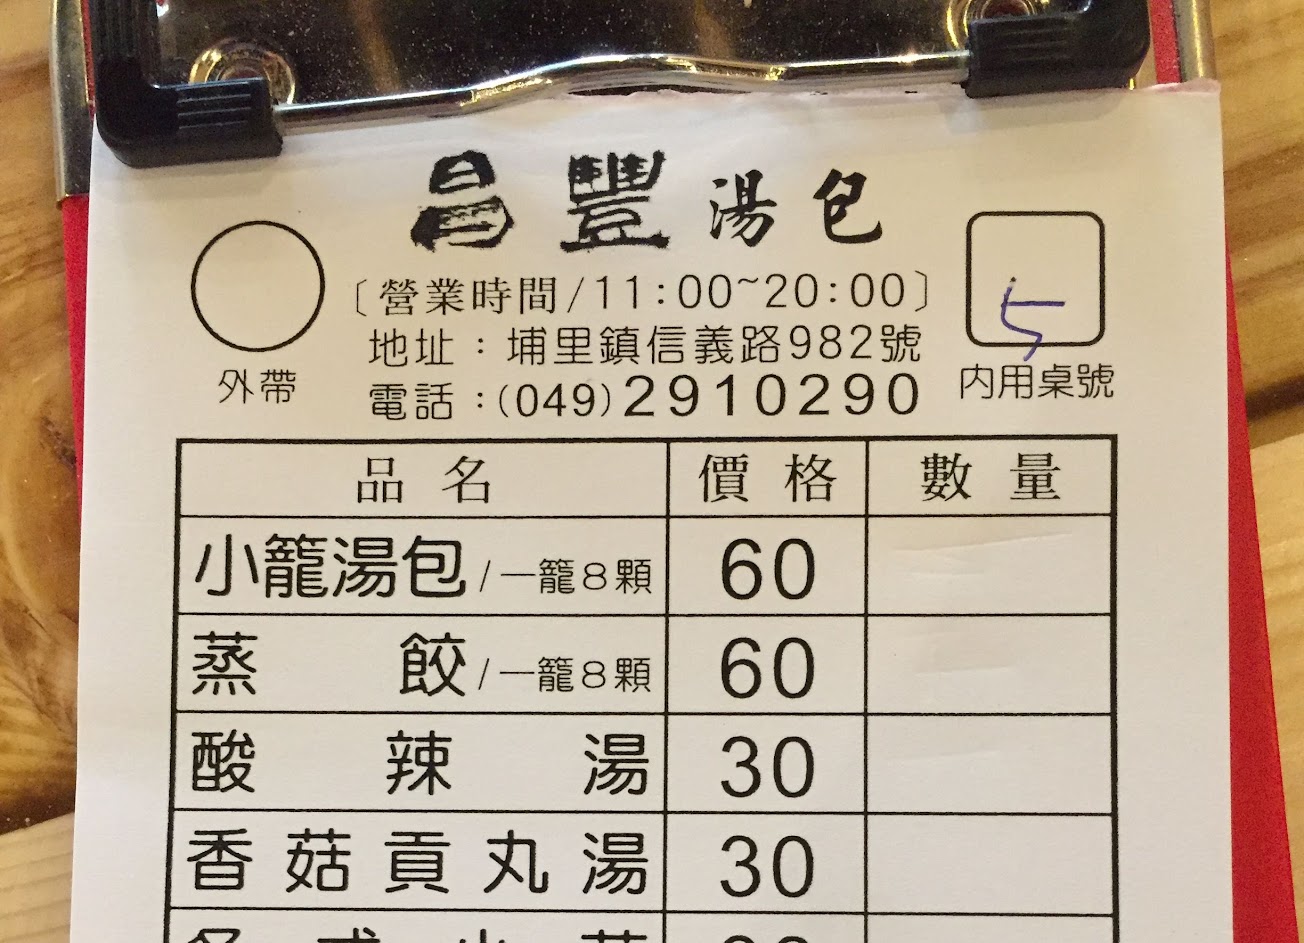 昌豐湯包
〔營業時間/11:00~20:00〕
地址：埔里鎮信義路982號
電話：(049)2910290
外帶
5
內用桌號
品名 價格 數量
小籠湯包/一籠8顆 60
蒸餃/一籠8顆 60
酸辣湯 30
香菇貢丸湯 30